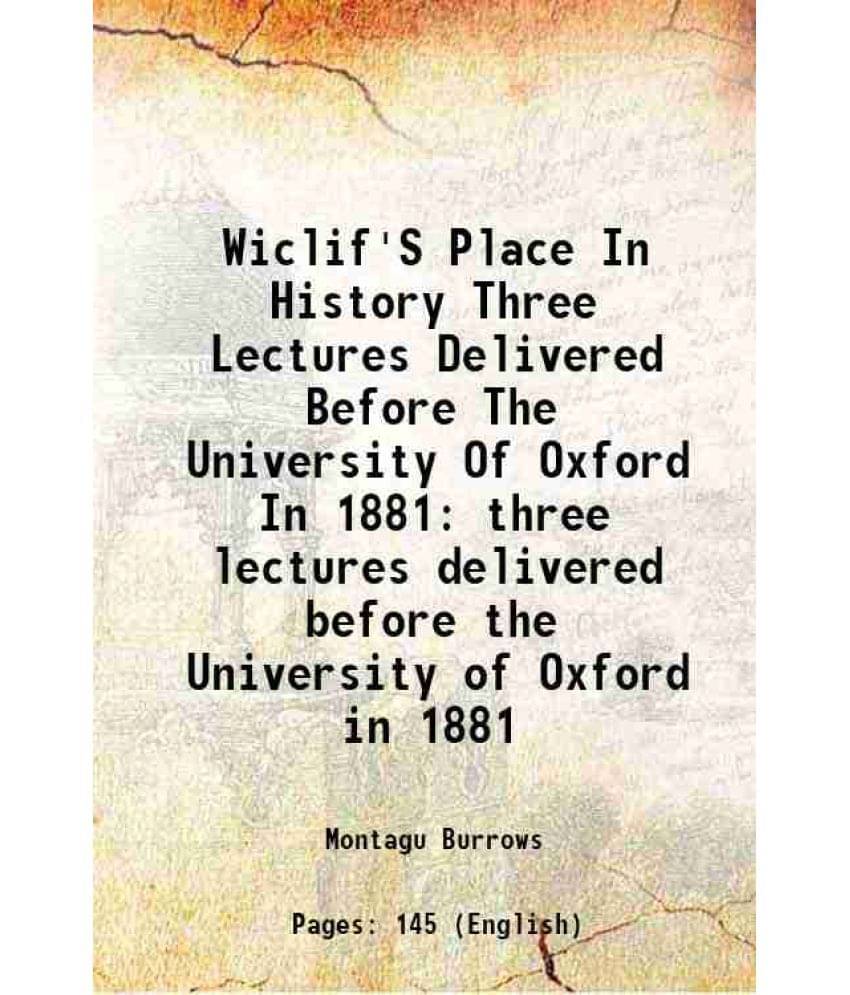 Wiclif'S Place In
History Three
Lectures Delivered
Before The
University Of Oxford
In 1881: three
lectures delivered
before the
University of Oxford
in 1881
Montagu Burrows
Pages: 145 (English)